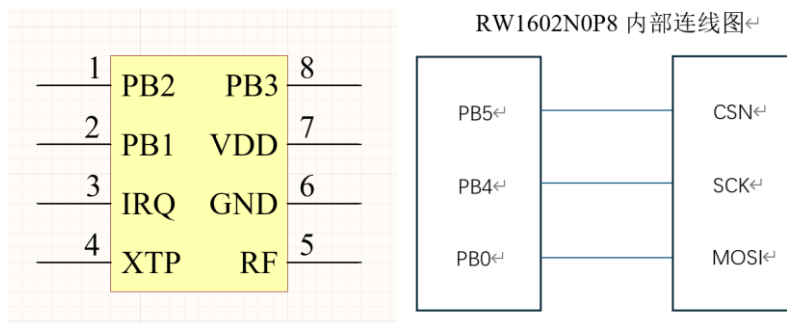 RW1602N0P8 内部连线图↵
1 PB2 PB3 8
2 PB1 VDD 7
3 IRQ GND 6
4 XTP RF 5
PB5↵ CSN↵
PB4↵ SCK↵
PB0↵ MOSI↵